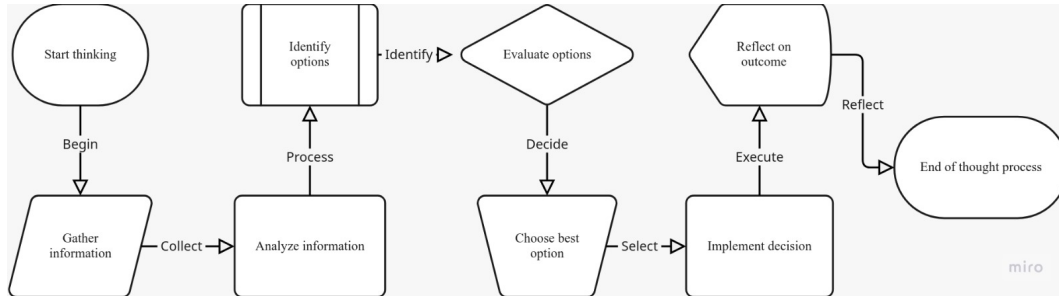 Start thinking
Begin
Gather
information
Collect
Analyze information
Process
Identify
options
Identify
Evaluate options
Decide
Choose best
option
Select
Implement decision
Execute
Reflect on
outcome
Reflect
End of thought process
miro